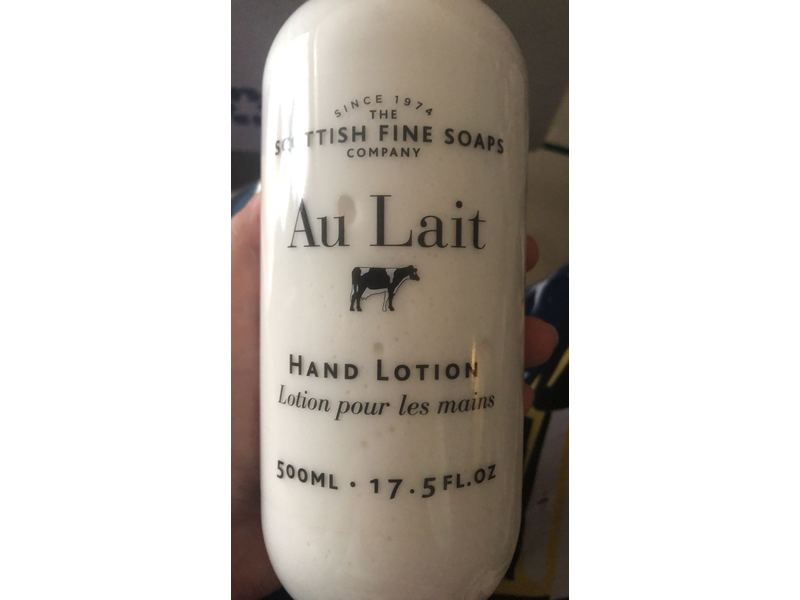 SINCE 1974
THE
SCOTTISH FINE SOAPS
COMPANY
Au Lait
HAND LOTION
Lotion pour les mains
500ML • 17.5FL.OZ